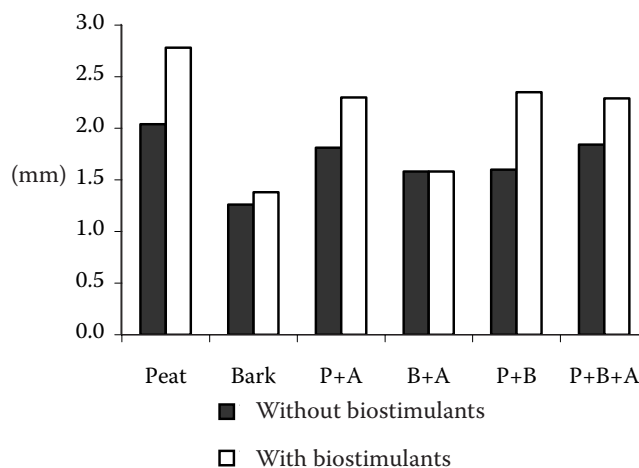 3.0
2.5
2.0
(mm) 1.5
1.0
0.5
0.0
Peat Bark P+A B+A P+B P+B+A
Without biostimulants
With biostimulants